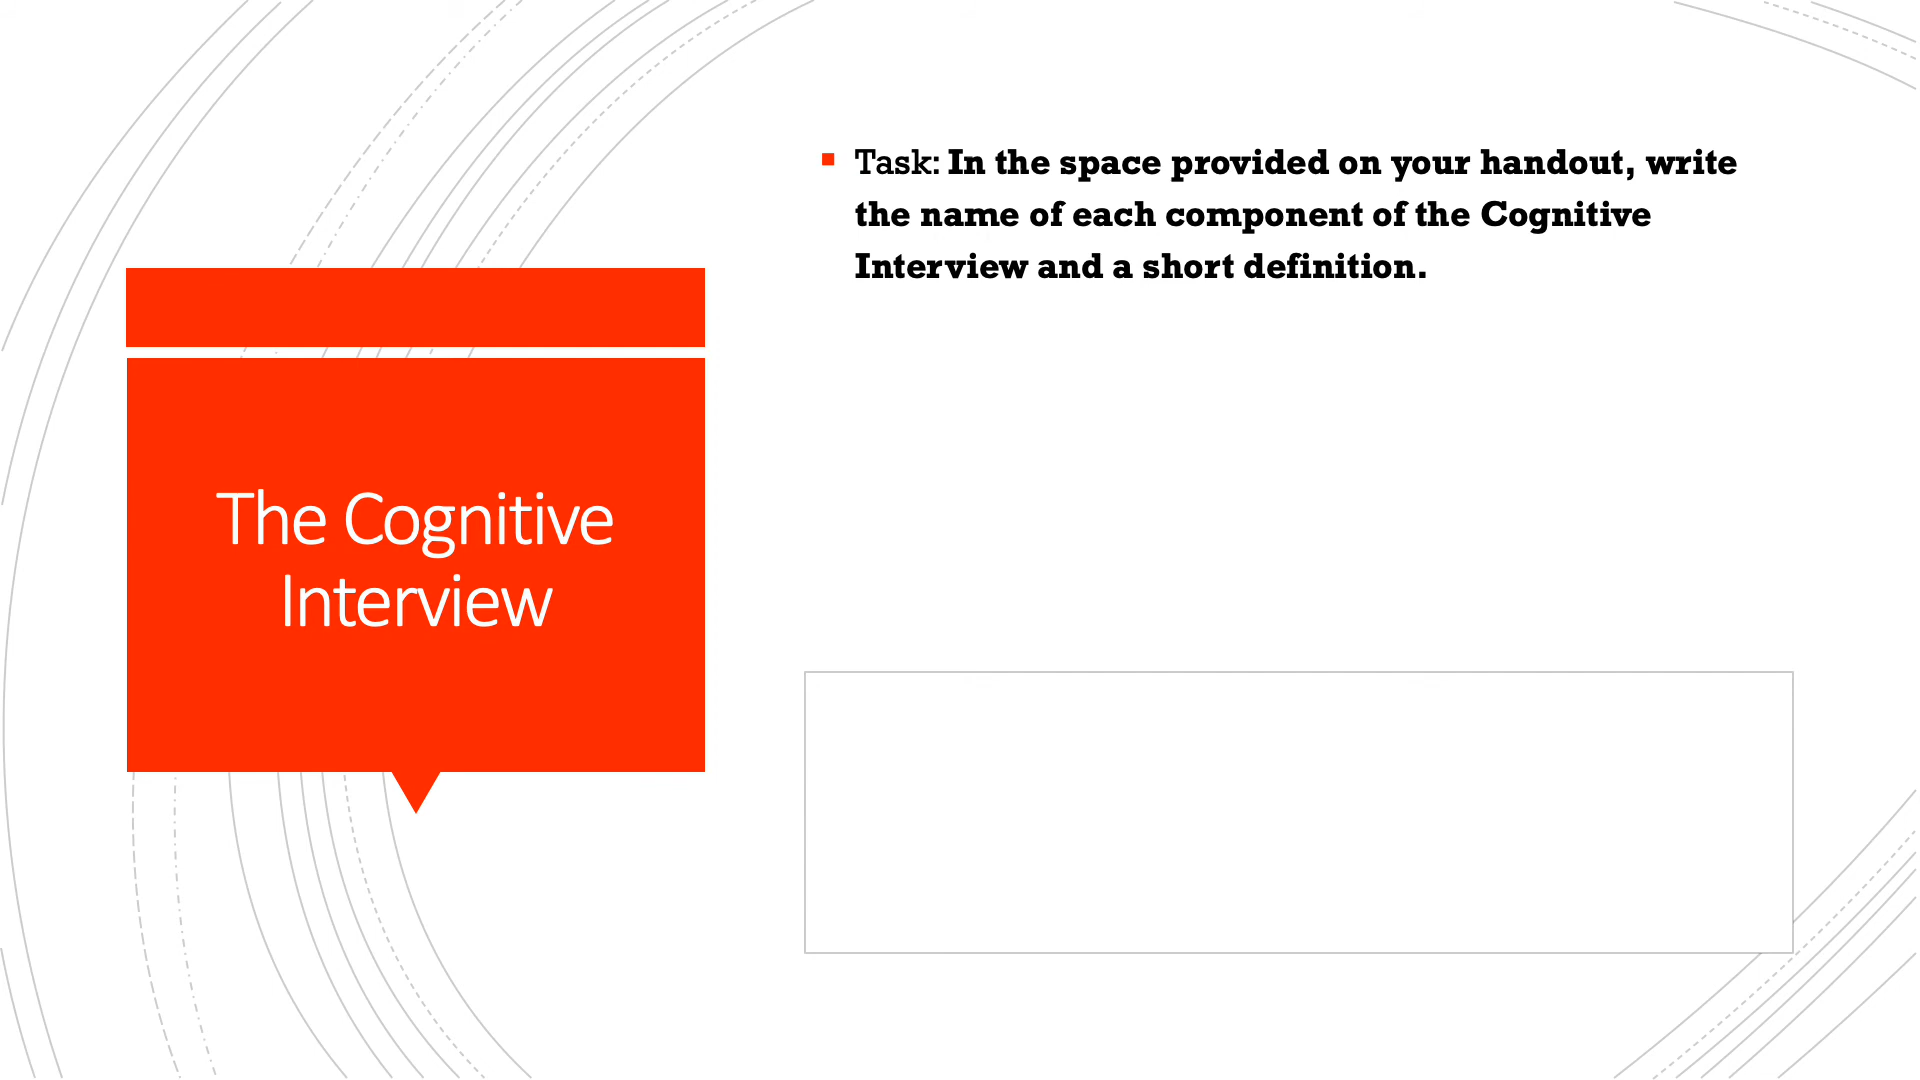 The Cognitive
Interview
Task: In the space provided on your handout, write
the name of each component of the Cognitive
Interview and a short definition.